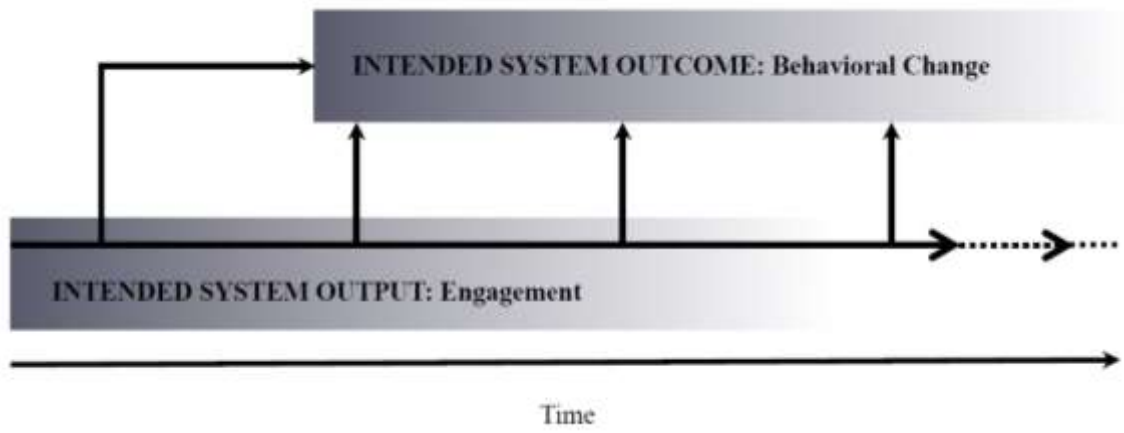 INTENDED SYSTEM OUTCOME: Behavioral Change
INTENDED SYSTEM OUTPUT: Engagement
Time